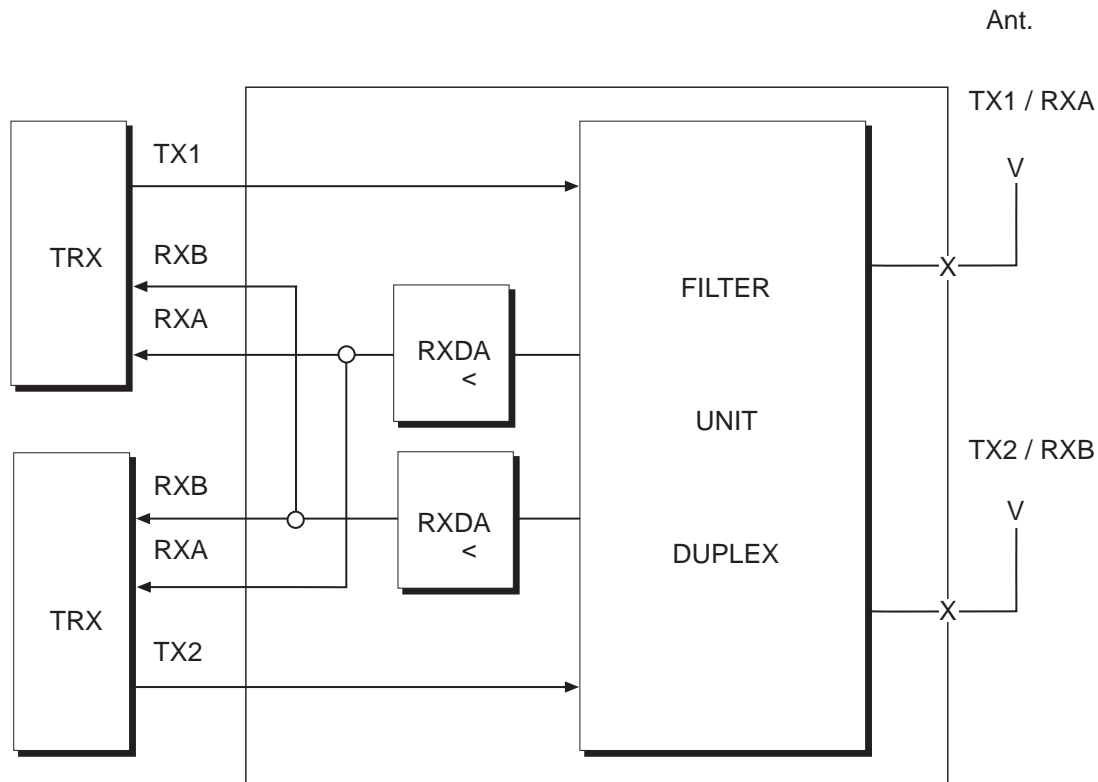 Ant.
TX1 / RXA
TX1
V
TRX
RXB
FILTER
X
RXA
RXDA
<
UNIT
TX2 / RXB
RXB
RXDA
<
V
RXA
DUPLEX
TRX
X
TX2